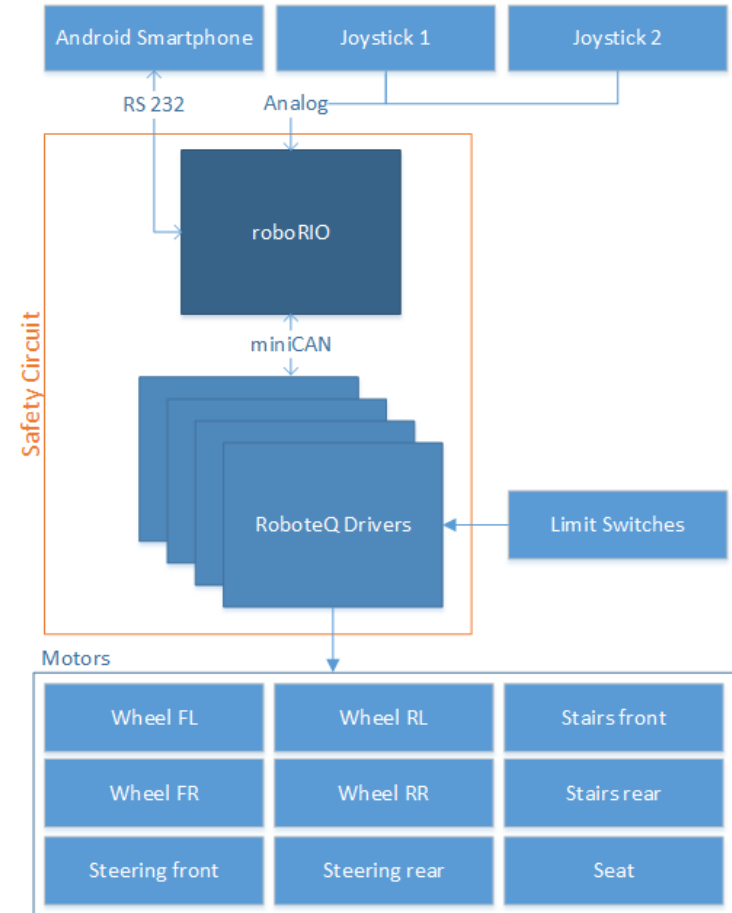 Android Smartphone
Joystick 1
Joystick 2
RS 232
Analog
roboRIO
miniCAN
Safety Circuit
RoboteQ Drivers
Limit Switches
Motors
Wheel FL
Wheel RL
Stairs front
Wheel FR
Wheel RR
Stairs rear
Steering front
Steering rear
Seat